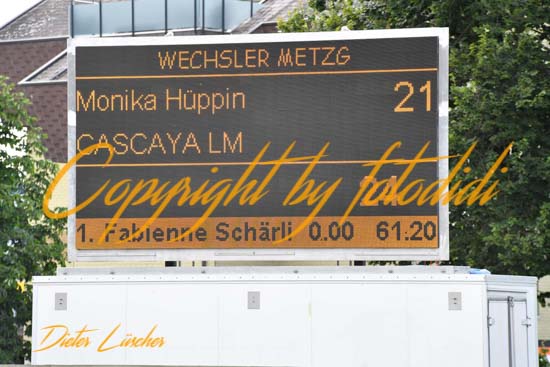 WECHSLER METZG
Monika Hüppin 21
CASCAYA LM
Copyright by fotodidi
1. Fabienne Schärli 0.00 61.20
Dieter Lüscher